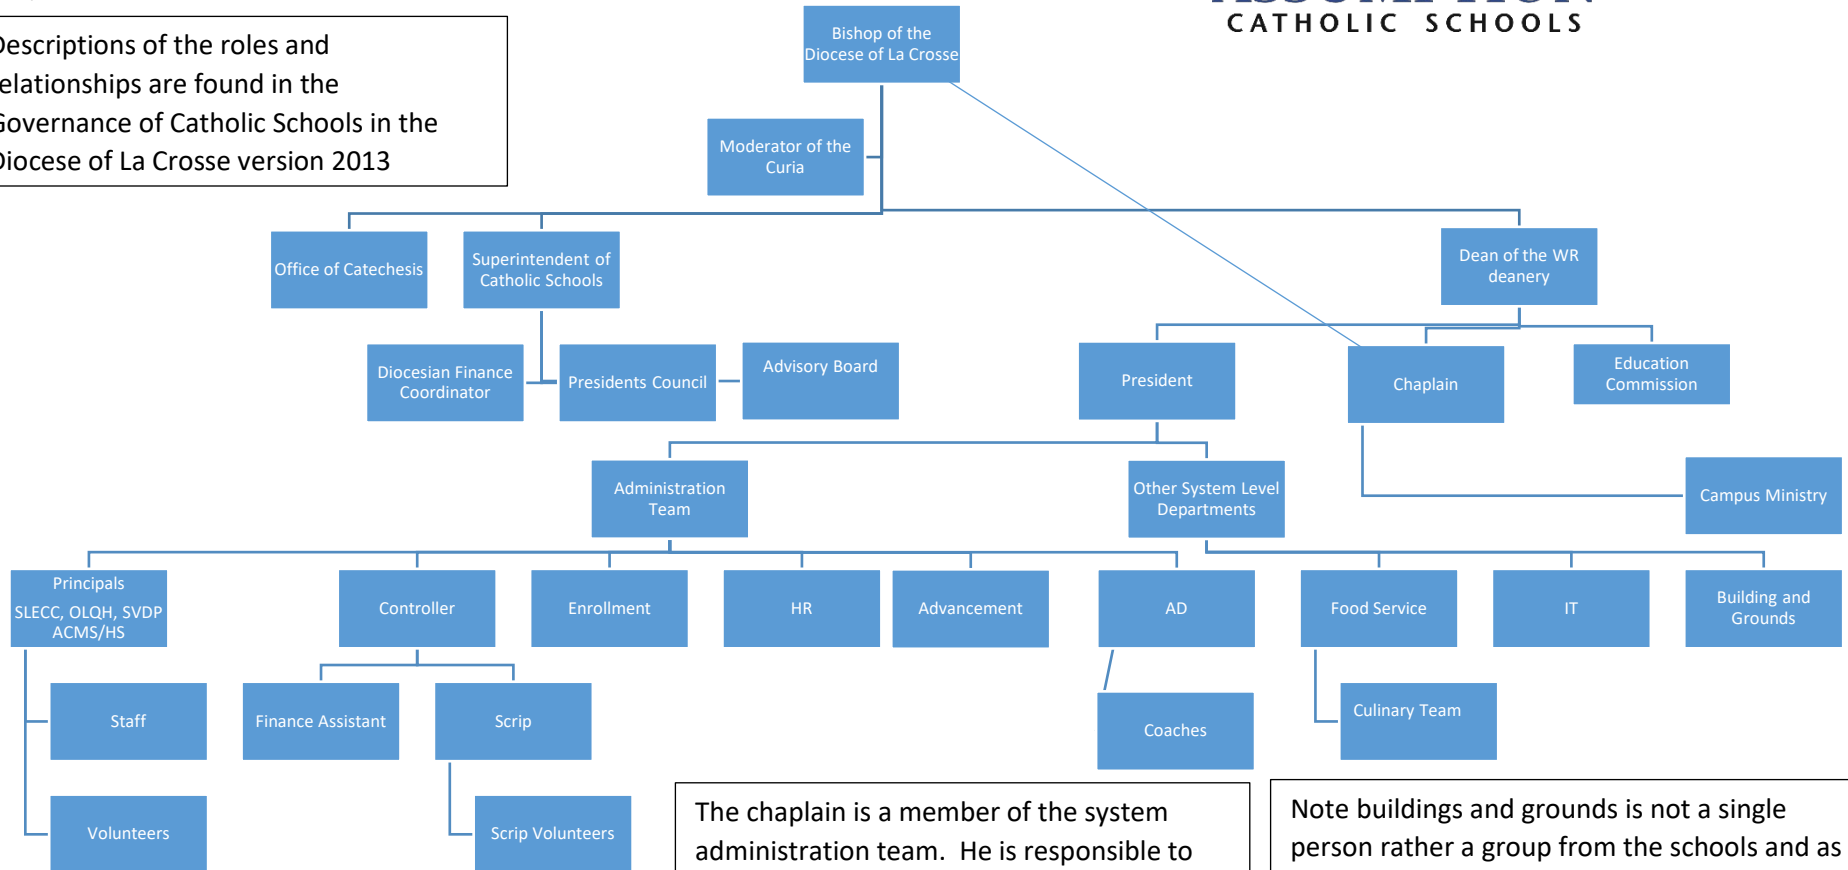 CATHOLIC SCHOOLS
Descriptions of the roles and
relationships are found in the
Governance of Catholic Schools in the
Diocese of La Crosse version 2013
Bishop of the
Diocese of La Crosse
Moderator of the
Curia
Office of Catechesis
Superintendent of
Catholic Schools
Dean of the WR
deanery
Diocesian Finance
Coordinator
Presidents Council
Advisory Board
President
Chaplain
Education
Commission
Administration
Team
Other System Level
Departments
Campus Ministry
Principals
SLECC, OLQH, SVDP
ACMS/HS
Controller
Enrollment
HR
Advancement
AD
Food Service
IT
Building and
Grounds
Staff
Finance Assistant
Scrip
Coaches
Culinary Team
Volunteers
Scrip Volunteers
The chaplain is a member of the system
administration team. He is responsible to
Note buildings and grounds is not a single
person rather a group from the schools and as